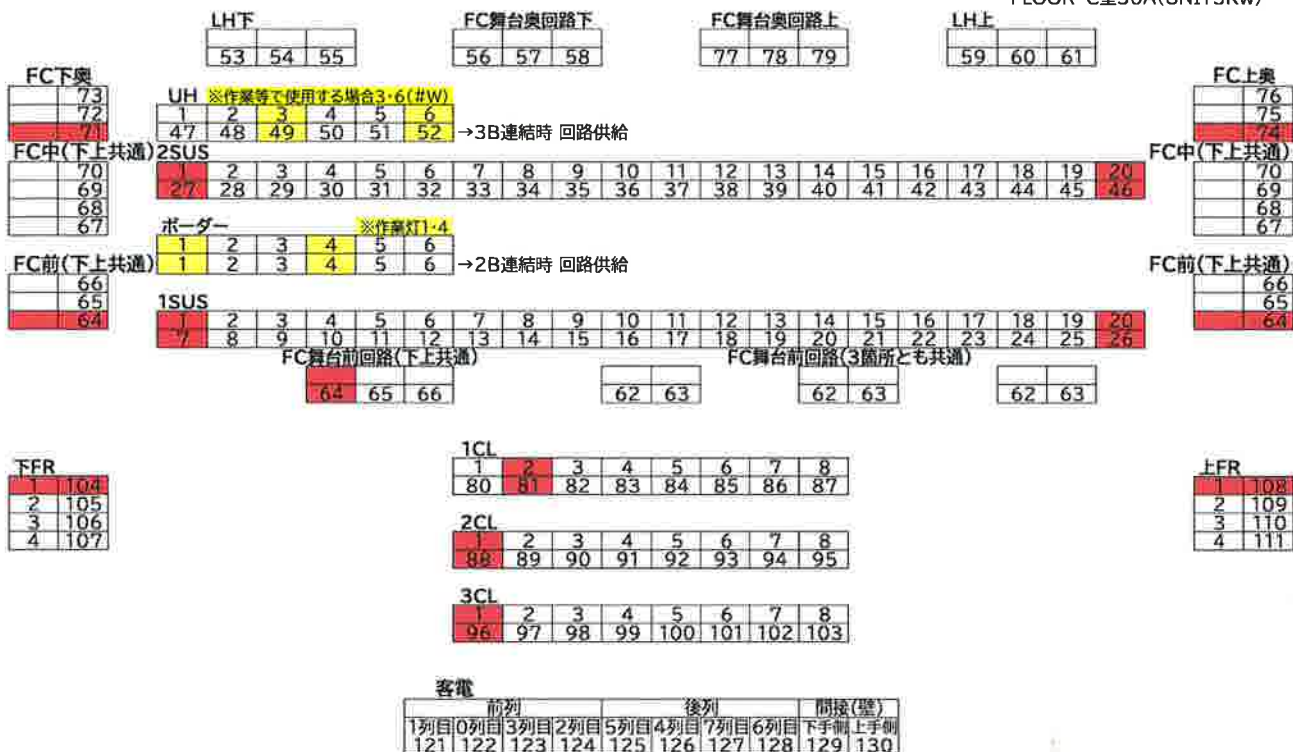 FLOOR C型30A(UNIT3KW)
LH下 FC舞台奥回路下 FC舞台奥回路上 LH上
53 54 55 56 57 58 77 78 79 59 60 61
FC下奥 FC上奥
73 76
72 75
71 74
UH ※作業等で使用する場合3・6(#W)
1 2 3 4 5 6
47 48 49 50 51 52 →3B連結時 回路供給
FC中(下上共通) 2SUS FC中(下上共通)
70 1 2 3 4 5 6 7 8 9 10 11 12 13 14 15 16 17 18 19 20 70
69 27 28 29 30 31 32 33 34 35 36 37 38 39 40 41 42 43 44 45 46 69
68 68
67 67
ボーダー ※作業灯1・4
1 2 3 4 5 6
1 2 3 4 5 6 →2B連結時 回路供給
FC前(下上共通) FC前(下上共通)
66 66
65 65
64 64
1SUS
1 2 3 4 5 6 7 8 9 10 11 12 13 14 15 16 17 18 19 20
7 8 9 10 11 12 13 14 15 16 17 18 19 20 21 22 23 24 25 26
FC舞台前回路(下上共通) FC舞台前回路(3箇所とも共通)
64 65 66 62 63 62 63 62 63
1CL
1 2 3 4 5 6 7 8
80 81 82 83 84 85 86 87
下FR 上FR
1 104 1 108
2 105 2 109
3 106 3 110
4 107 4 111
2CL
1 2 3 4 5 6 7 8
88 89 90 91 92 93 94 95
3CL
1 2 3 4 5 6 7 8
96 97 98 99 100 101 102 103
客電
前列 後列 間接(壁)
1列目 0列目 3列目 2列目 5列目 4列目 7列目 6列目 下手側 上手側
121 122 123 124 125 126 127 128 129 130